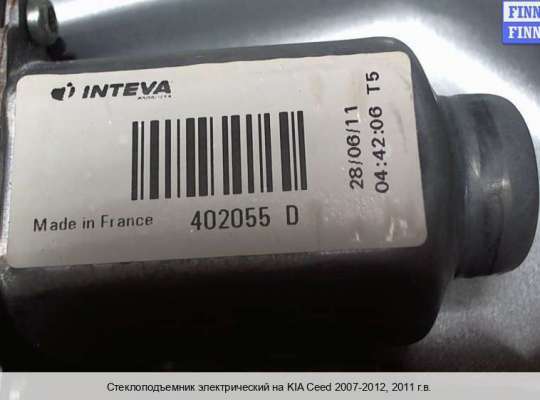 FINN
FINN
INTEVA
28/06/11
04:42:06 T5
Made in France
402055 D
Стеклоподъемник электрический на KIA Ceed 2007-2012, 2011 г.в.